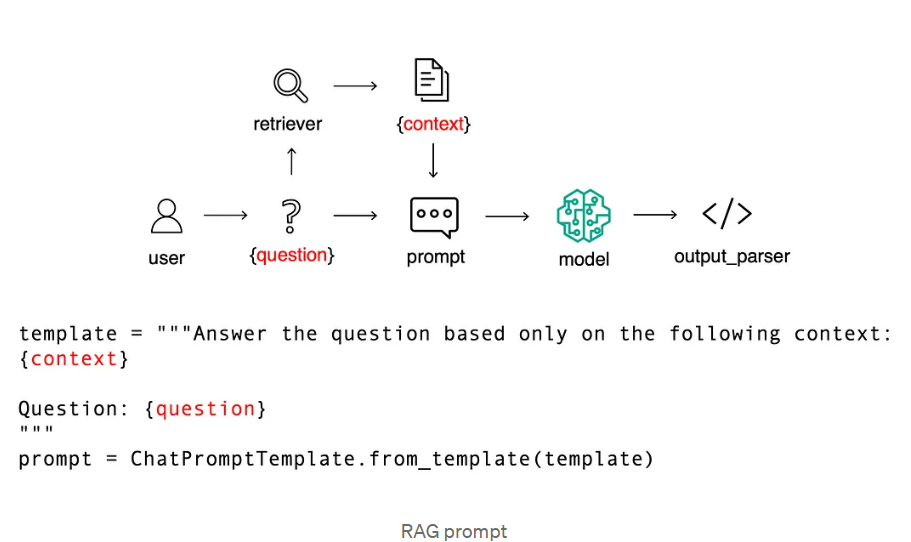 retriever
{context}
user
{question}
prompt
model
</>
output_parser
template = """Answer the question based only on the following context:
{context}
Question: {question}
"""
prompt = ChatPromptTemplate.from_template(template)
RAG prompt